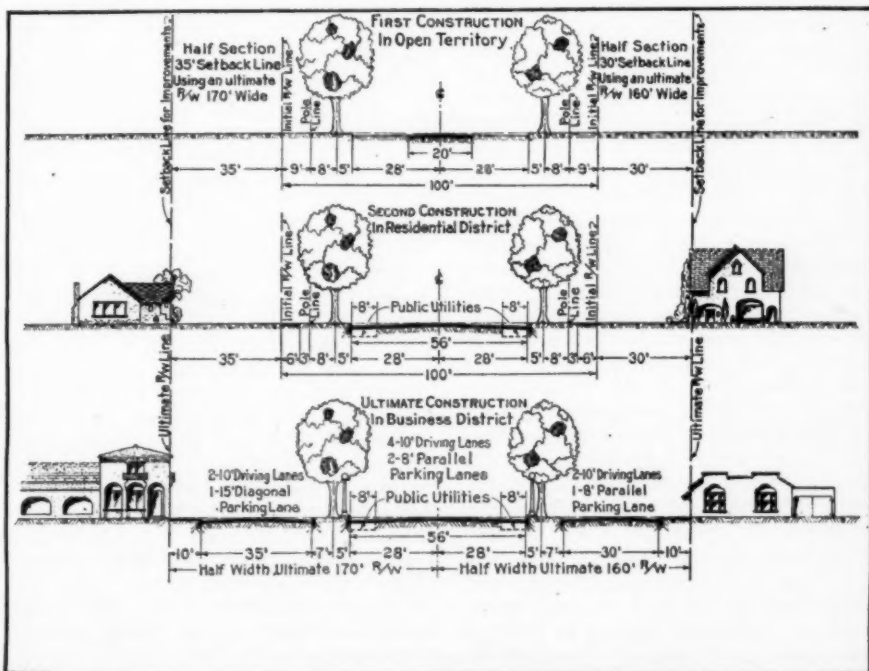 FIRST CONSTRUCTION
In Open Territory
Half Section
35' Setback Line
Using an ultimate
R/W 170' Wide
Half Section
30' Setback Line
Using an ultimate
R/W 160' Wide
Setback Line for Improvements
Initial R/W Line
Pole Line
℄
Pole Line
Initial R/W Line
Setback Line for Improvements
20'
35' 9' 8' 5' 28' 28' 5' 8' 9' 30'
100'
SECOND CONSTRUCTION
In Residential District
Initial R/W Line
Pole Line
℄
Pole Line
Initial R/W Line
8' Public Utilities 8'
56'
35' 6' 3' 8' 5' 28' 28' 5' 8' 3' 6' 30'
100'
ULTIMATE CONSTRUCTION
In Business District
Ultimate R/W Line
Ultimate R/W Line
4-10' Driving Lanes
2-8' Parallel
Parking Lanes
2-10' Driving Lanes
1-15' Diagonal
Parking Lane
2-10' Driving Lanes
1-8' Parallel
Parking Lane
8' Public Utilities 8'
56'
10' 35' 7' 5' 28' 28' 5' 7' 30' 10'
Half Width Ultimate 170' R/W
Half Width Ultimate 160' R/W